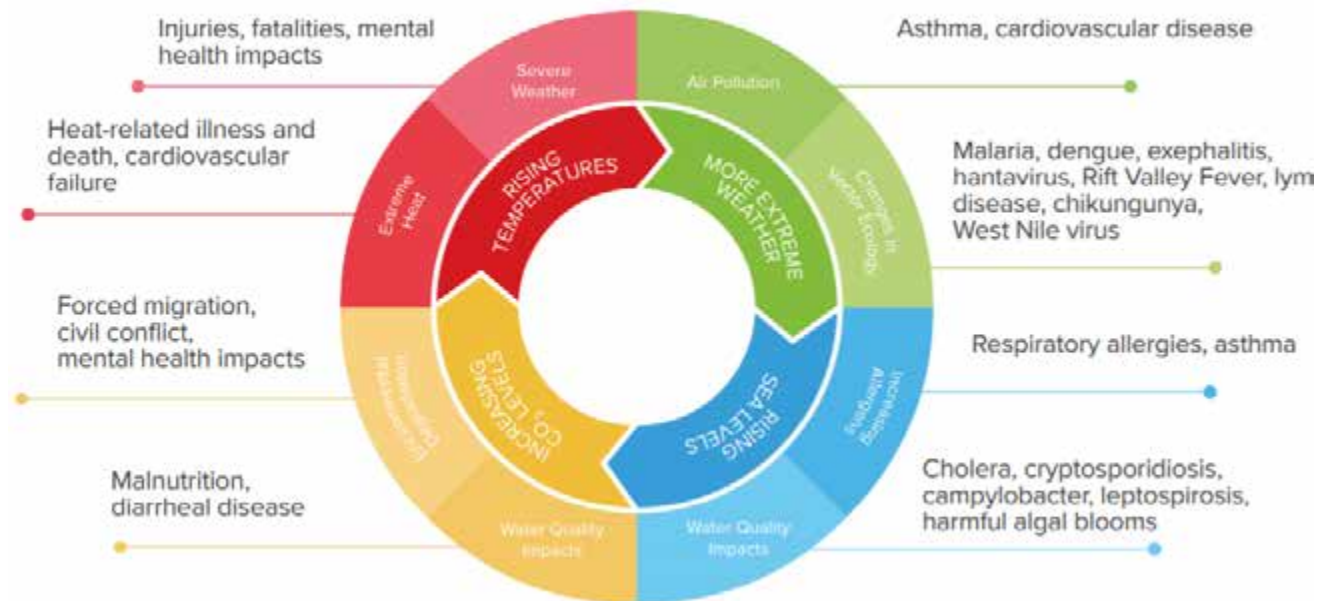 Injuries, fatalities, mental
health impacts
Heat-related illness and
death, cardiovascular
failure
Forced migration,
civil conflict,
mental health impacts
Malnutrition,
diarrheal disease
Severe
Weather
Air Pollution
Extreme
Heat
Changes in
Vector Ecology
Increasing
Allergens
Water Quality
Impacts
Water Quality
Impacts
RISING
TEMPERATURES
MORE EXTREME
WEATHER
RISING
SEA LEVELS
INCREASING
CO₂ LEVELS
Asthma, cardiovascular disease
Malaria, dengue, exephalitis,
hantavirus, Rift Valley Fever, lym
disease, chikungunya,
West Nile virus
Respiratory allergies, asthma
Cholera, cryptosporidiosis,
campylobacter, leptospirosis,
harmful algal blooms